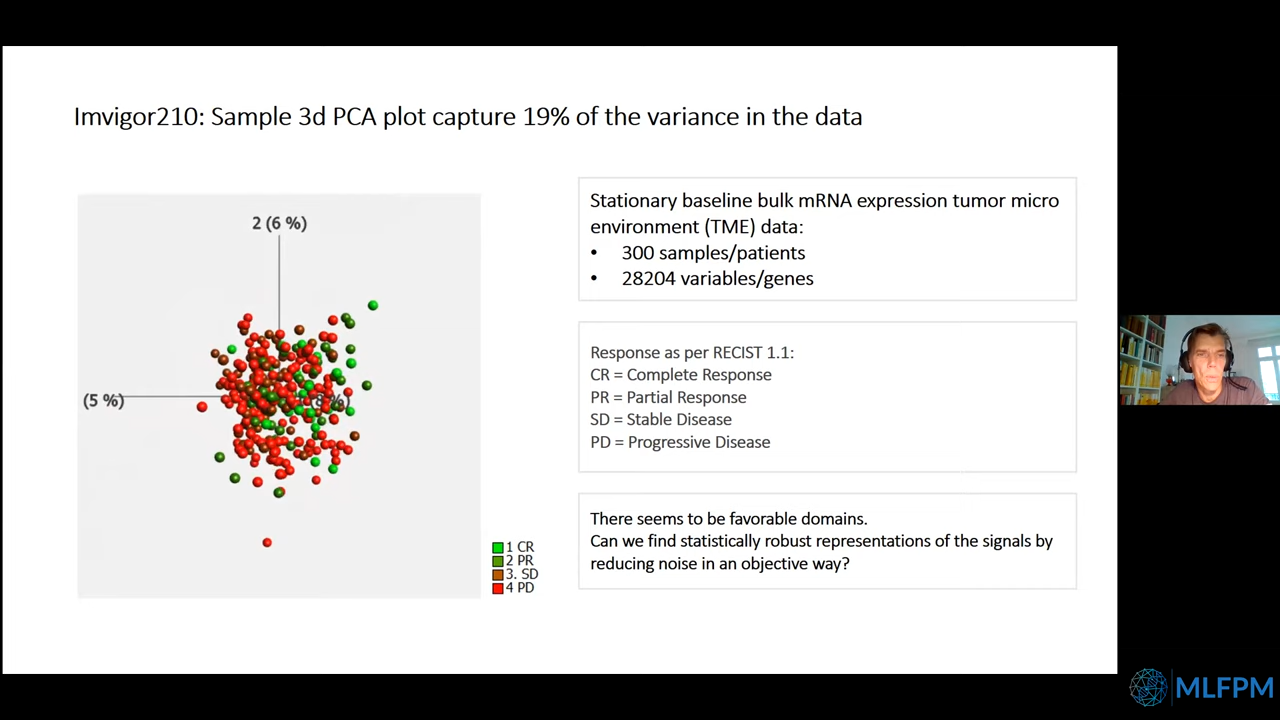 Imvigor210: Sample 3d PCA plot capture 19% of the variance in the data
2 (6 %)
(5 %)
(8 %)
1 CR
2 PR
3. SD
4 PD
Stationary baseline bulk mRNA expression tumor micro
environment (TME) data:
• 300 samples/patients
• 28204 variables/genes
Response as per RECIST 1.1:
CR = Complete Response
PR = Partial Response
SD = Stable Disease
PD = Progressive Disease
There seems to be favorable domains.
Can we find statistically robust representations of the signals by
reducing noise in an objective way?
MLFPM